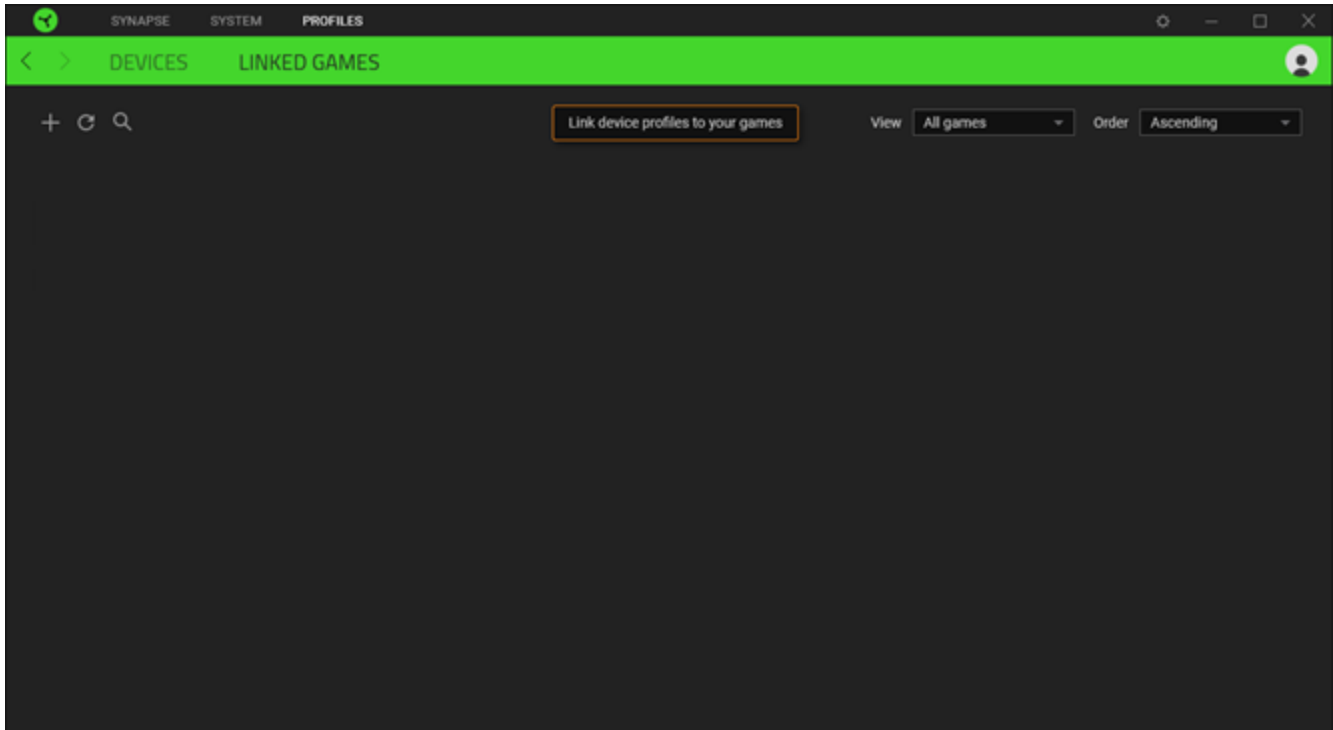 SYNAPSE SYSTEM PROFILES
DEVICES LINKED GAMES
Link device profiles to your games View All games Order Ascending